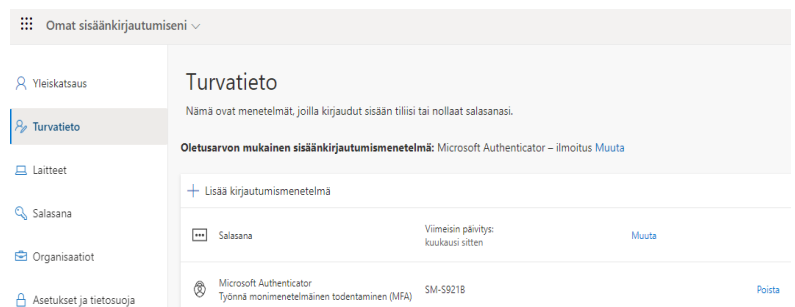 Omat sisäänkirjautumiseni
Yleiskatsaus
Turvatieto
Laitteet
Salasana
Organisaatiot
Asetukset ja tietosuoja
Turvatieto
Nämä ovat menetelmät, joilla kirjaudut sisään tiliisi tai nollaat salasanasi.
Oletusarvon mukainen sisäänkirjautumismenetelmä: Microsoft Authenticator – ilmoitus Muuta
+ Lisää kirjautumismenetelmä
Salasana
Viimeisin päivitys:
kuukausi sitten
Muuta
Microsoft Authenticator
Työnnä monimenetelmäinen todentaminen (MFA)
SM-S921B
Poista